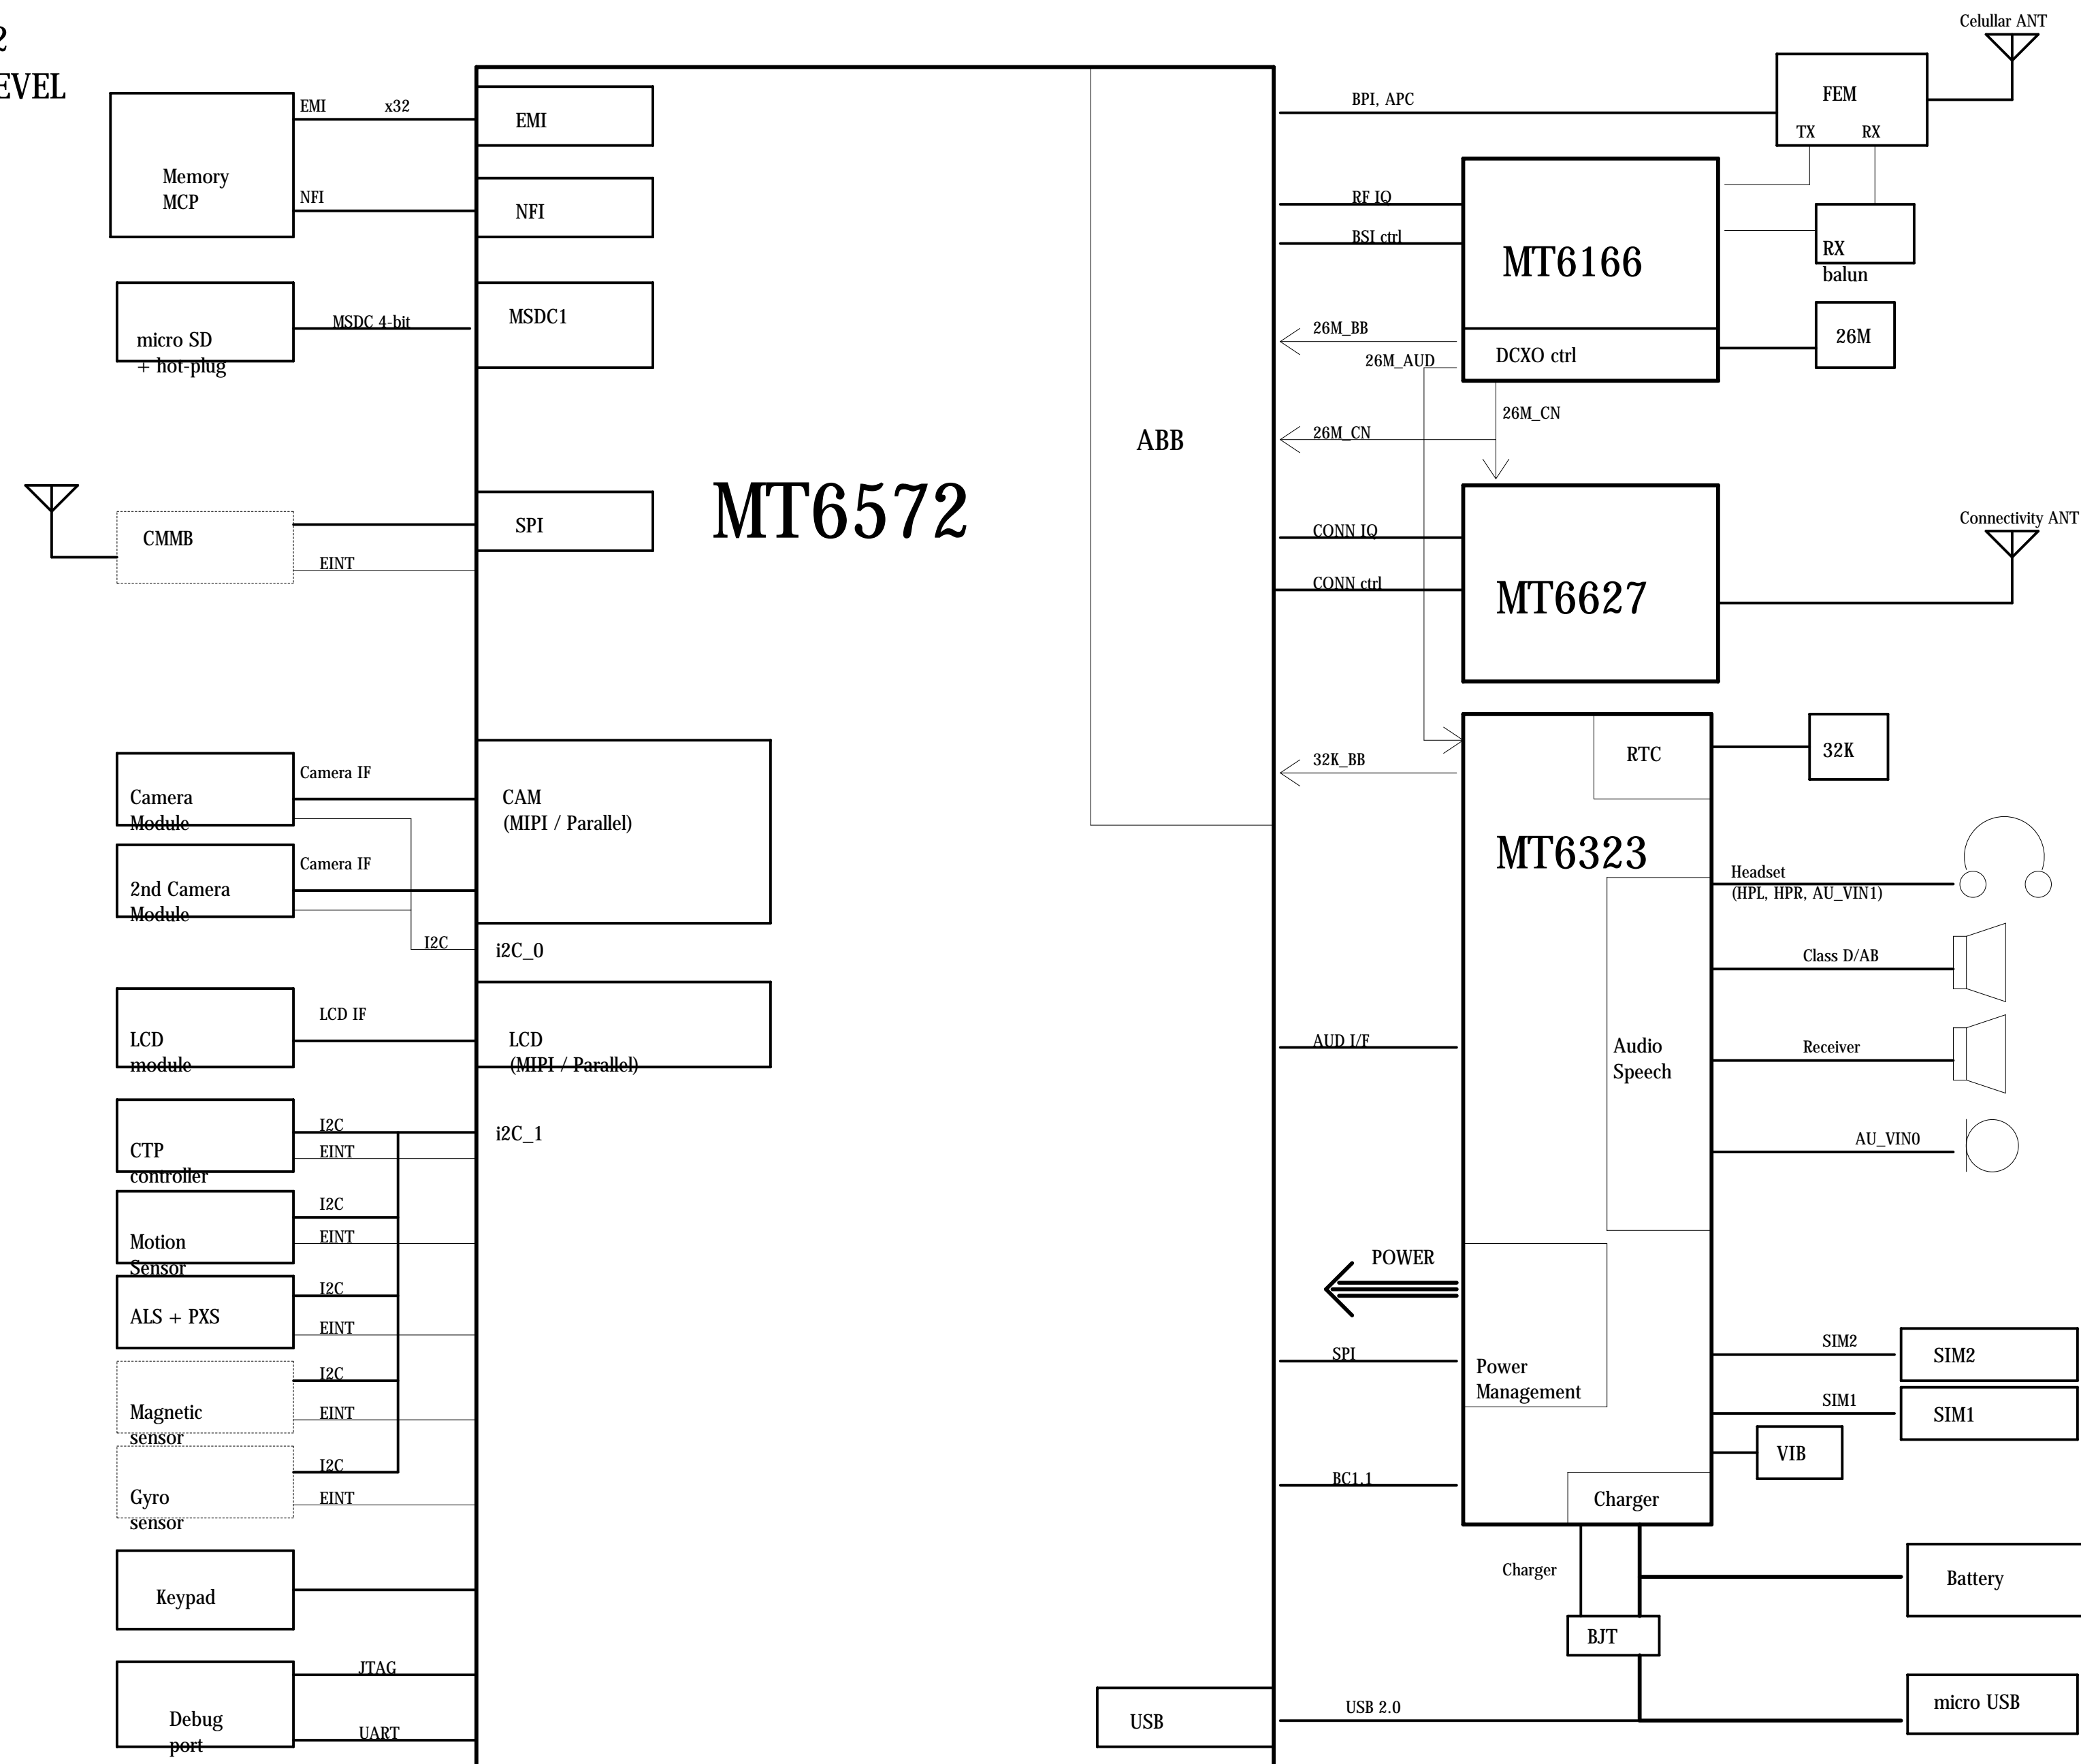 2
EVEL
Memory
MCP
EMI
x32
EMI
NFI
NFI
micro SD
+ hot-plug
MSDC 4-bit
MSDC1
CMMB
EINT
SPI
MT6572
ABB
Camera
Module
Camera IF
CAM
(MIPI / Parallel)
2nd Camera
Module
Camera IF
I2C
i2C_0
LCD
module
LCD IF
LCD
(MIPI / Parallel)
CTP
controller
I2C
EINT
i2C_1
Motion
Sensor
I2C
EINT
ALS + PXS
I2C
EINT
Magnetic
sensor
I2C
EINT
Gyro
sensor
I2C
EINT
Keypad
Debug
port
JTAG
UART
Celullar ANT
BPI, APC
FEM
TX
RX
RF IQ
BSI ctrl
MT6166
RX
balun
26M_BB
26M_AUD
DCXO ctrl
26M
26M_CN
26M_CN
CONN IQ
CONN ctrl
MT6627
Connectivity ANT
32K_BB
RTC
32K
MT6323
Headset
(HPL, HPR, AU_VIN1)
Class D/AB
AUD I/F
Audio
Speech
Receiver
AU_VIN0
POWER
SPI
Power
Management
SIM2
SIM2
SIM1
SIM1
VIB
BC1.1
Charger
Charger
Battery
BJT
USB
USB 2.0
micro USB